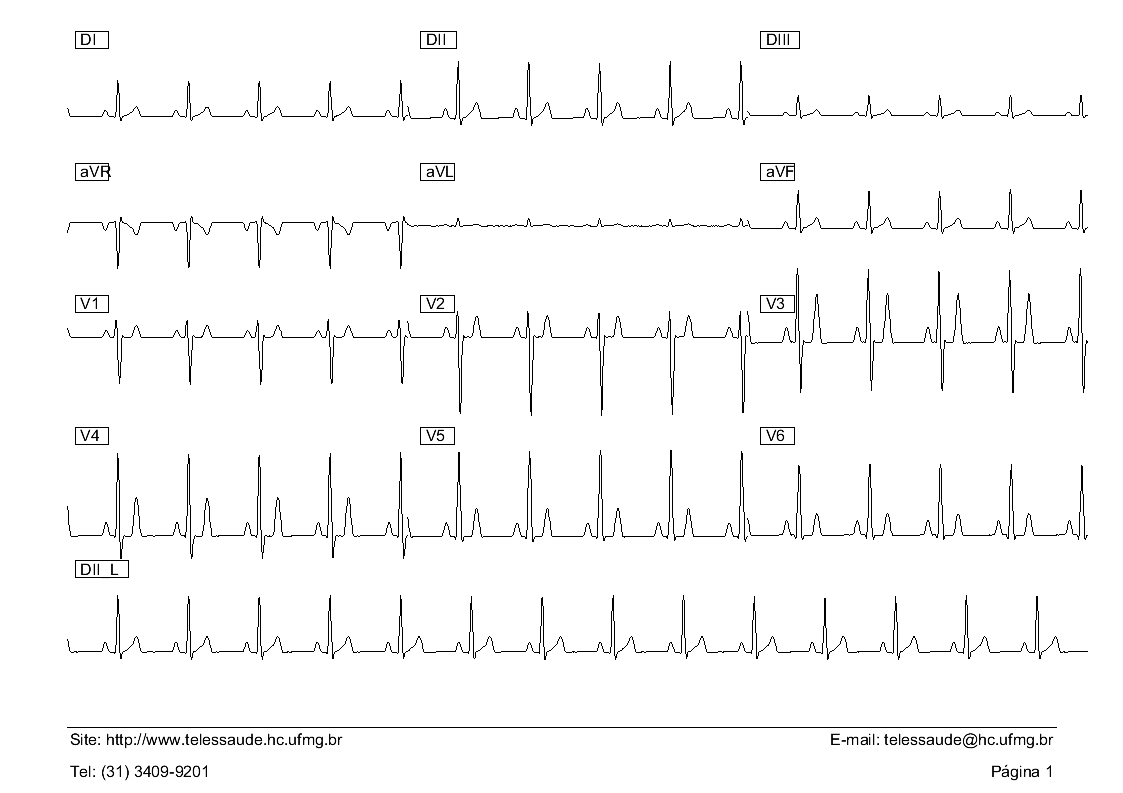 DI DII DIII
aVR aVL aVF
V1 V2 V3
V4 V5 V6
DII L
Site: http://www.telessaude.hc.ufmg.br E-mail: telessaude@hc.ufmg.br
Tel: (31) 3409-9201 Página 1